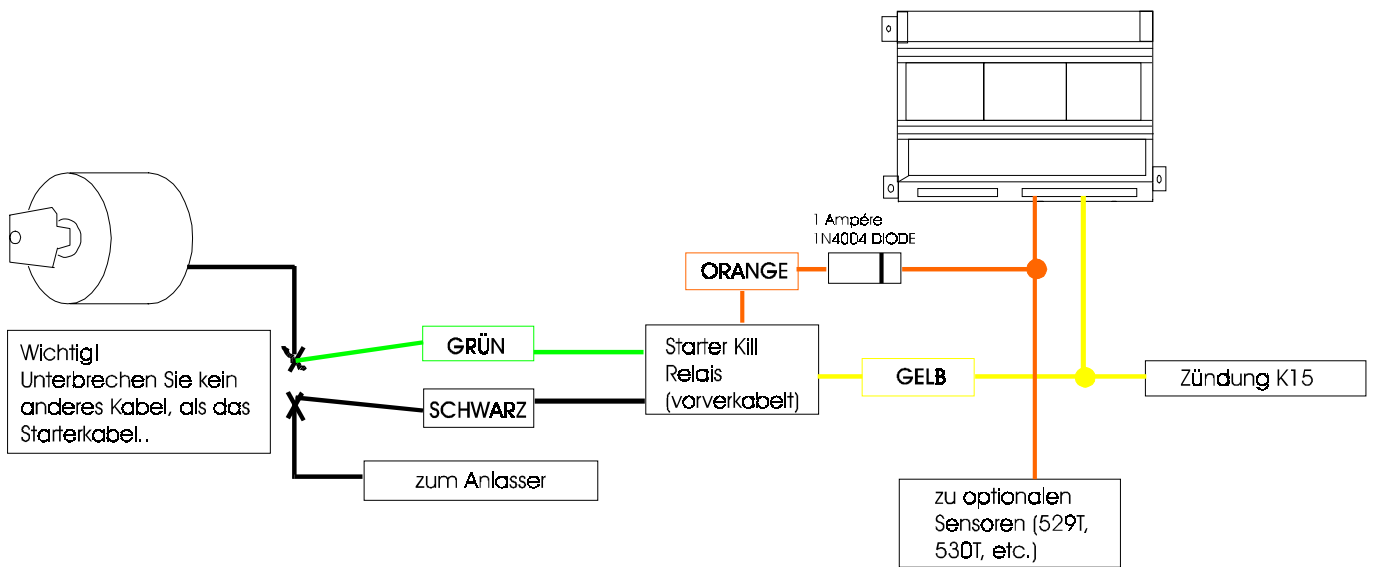 1 Ampére
1N4004 DIODE
ORANGE
Wichtig!
Unterbrechen Sie kein
anderes Kabel, als das
Starterkabel..
GRÜN
SCHWARZ
Starter Kill
Relais
(vorverkabelt)
GELB
Zündung K15
zum Anlasser
zu optionalen
Sensoren (529T,
530T, etc.)